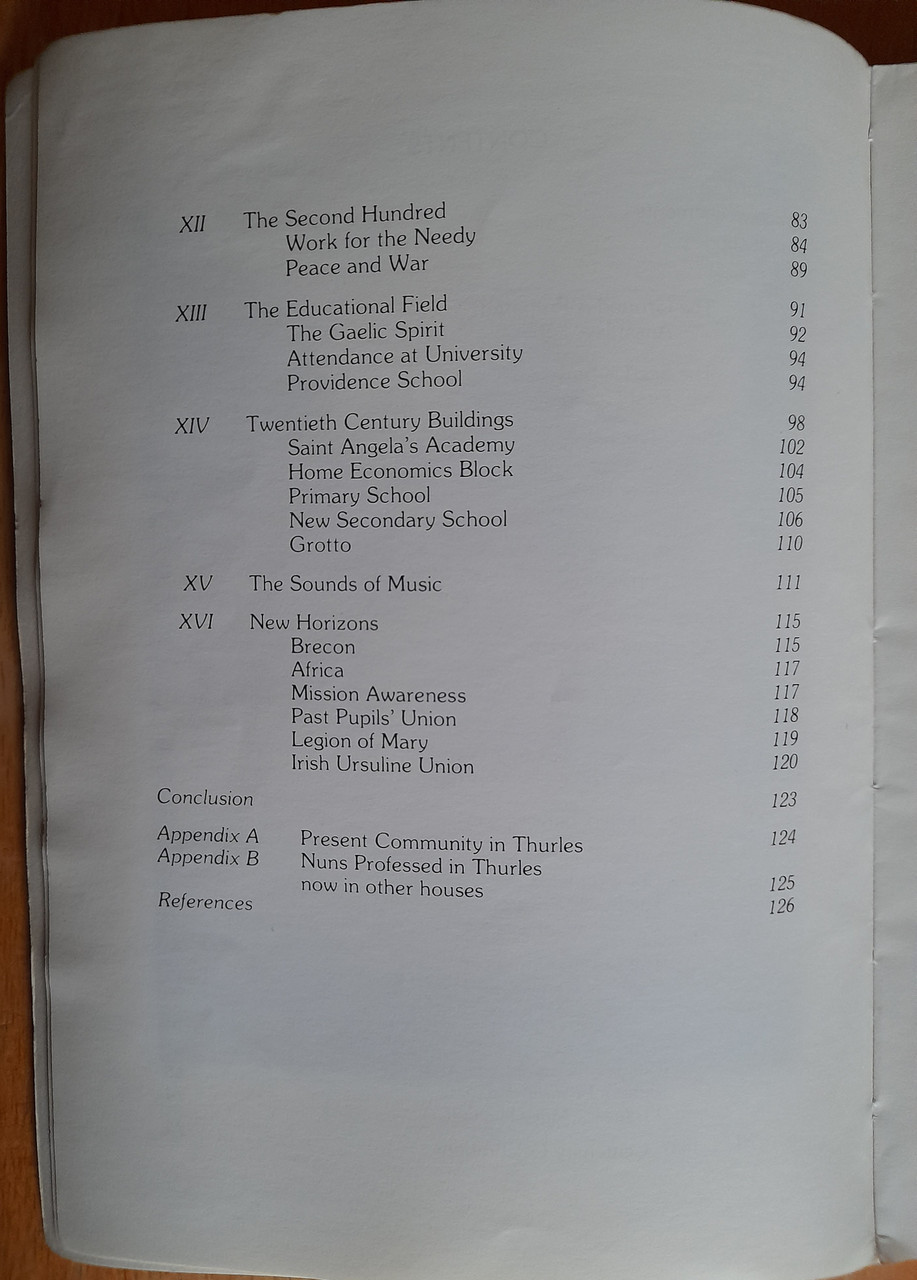 XII The Second Hundred 83
Work for the Needy 84
Peace and War 89
XIII The Educational Field 91
The Gaelic Spirit 92
Attendance at University 94
Providence School 94
XIV Twentieth Century Buildings 98
Saint Angela's Academy 102
Home Economics Block 104
Primary School 105
New Secondary School 106
Grotto 110
XV The Sounds of Music 111
XVI New Horizons 115
Brecon 115
Africa 117
Mission Awareness 117
Past Pupils' Union 118
Legion of Mary 119
Irish Ursuline Union 120
Conclusion 123
Appendix A Present Community in Thurles 124
Appendix B Nuns Professed in Thurles
now in other houses 125
References 126